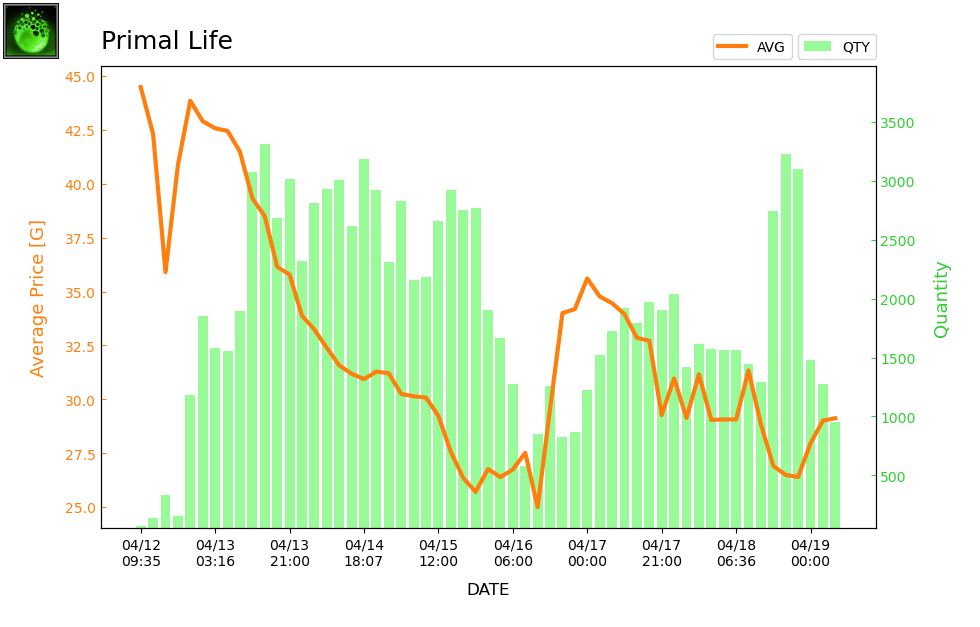 Primal Life
AVG
QTY
Average Price [G]
45.0
42.5
40.0
37.5
35.0
32.5
30.0
27.5
25.0
3500
3000
2500
2000
1500
1000
500
Quantity
04/12 04/13 04/13 04/14 04/15 04/16 04/17 04/17 04/18 04/19
09:35 03:16 21:00 18:07 12:00 06:00 00:00 21:00 06:36 00:00
DATE